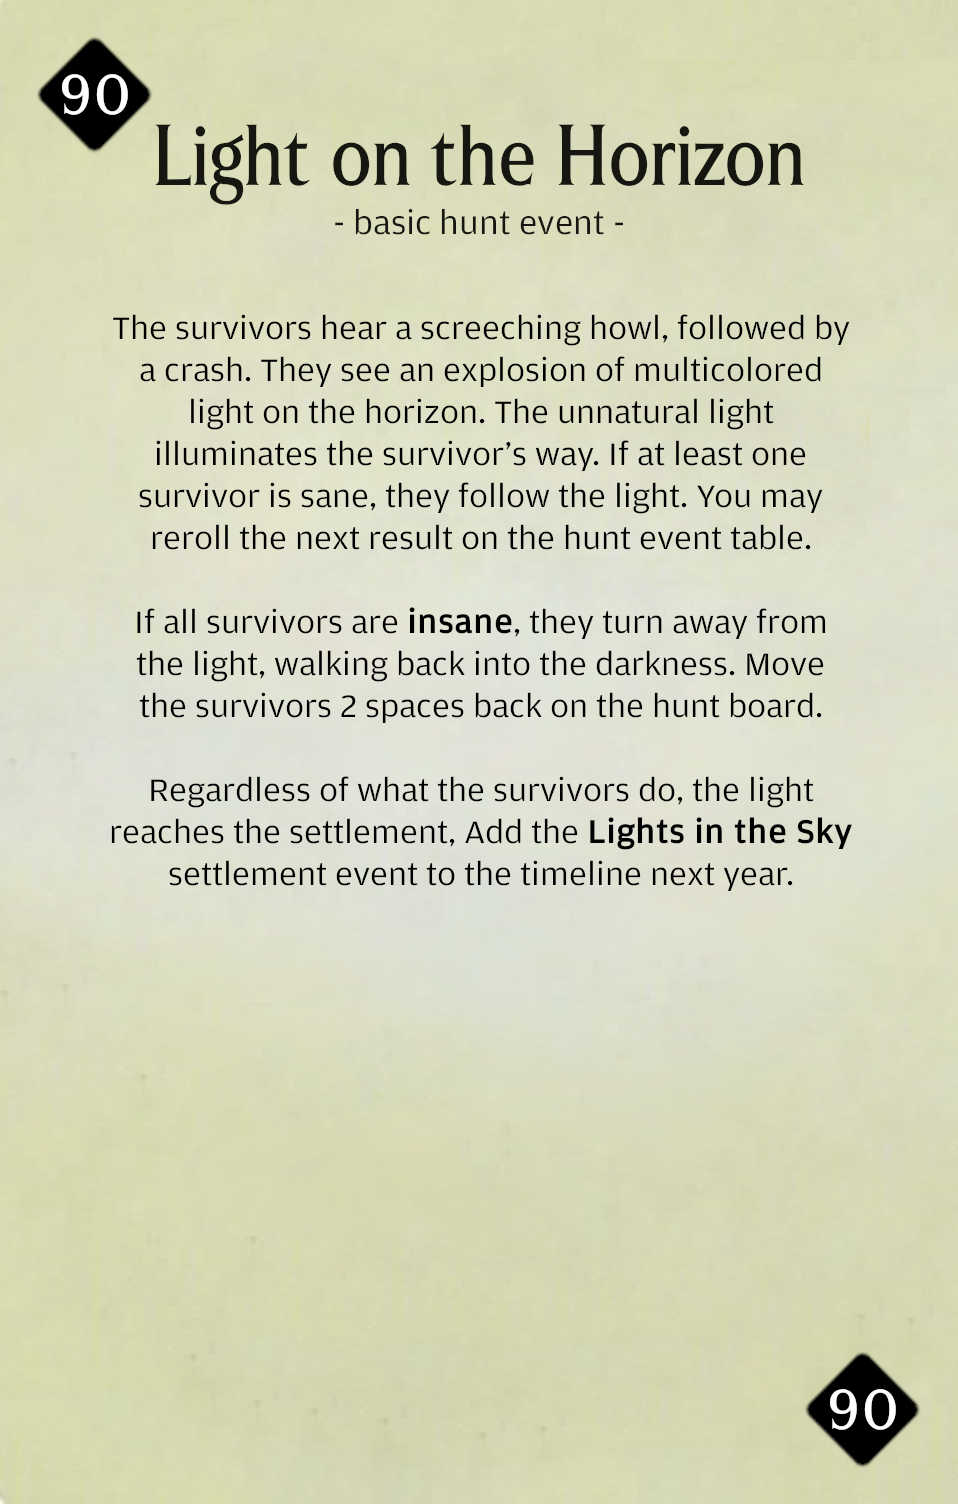 90
Light on the Horizon
- basic hunt event -
The survivors hear a screeching howl, followed by
a crash. They see an explosion of multicolored
light on the horizon. The unnatural light
illuminates the survivor’s way. If at least one
survivor is sane, they follow the light. You may
reroll the next result on the hunt event table.
If all survivors are insane, they turn away from
the light, walking back into the darkness. Move
the survivors 2 spaces back on the hunt board.
Regardless of what the survivors do, the light
reaches the settlement, Add the Lights in the Sky
settlement event to the timeline next year.
90